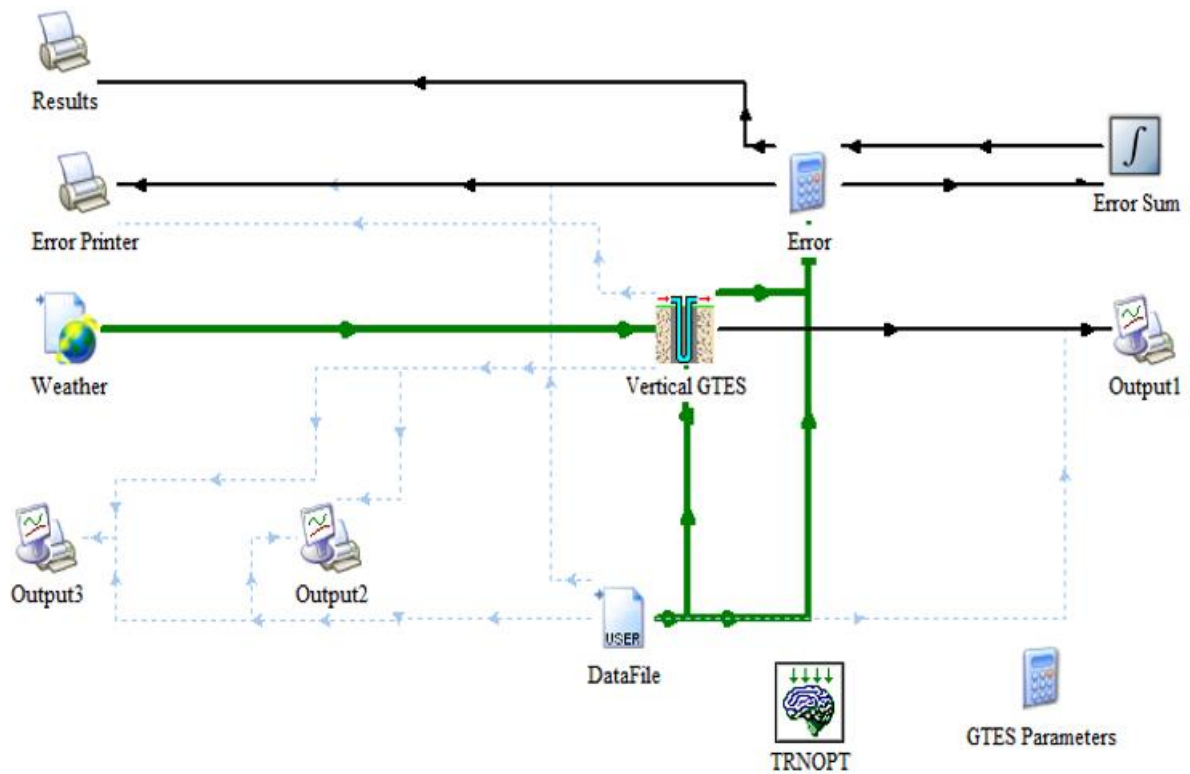 Results
Error Printer
Error
Error Sum
Weather
Vertical GTES
Output1
Output3
Output2
USER
DataFile
TRNOPT
GTES Parameters